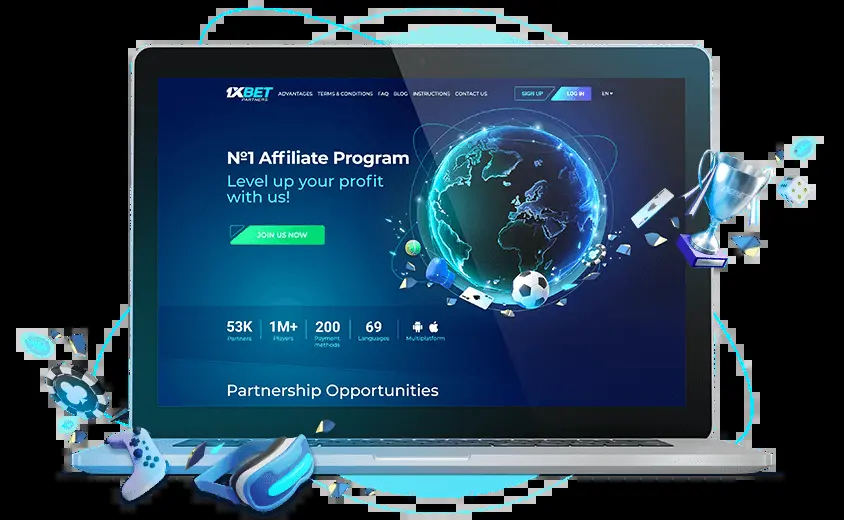 1XBET
PARTNERS
ADVANTAGES TERMS & CONDITIONS FAQ BLOG INSTRUCTIONS CONTACT US
SIGN UP LOG IN EN
№1 Affiliate Program
Level up your profit
with us!
JOIN US NOW
53K 1M+ 200 69
Partners Players Payment Languages Multiplatform
methods
Partnership Opportunities